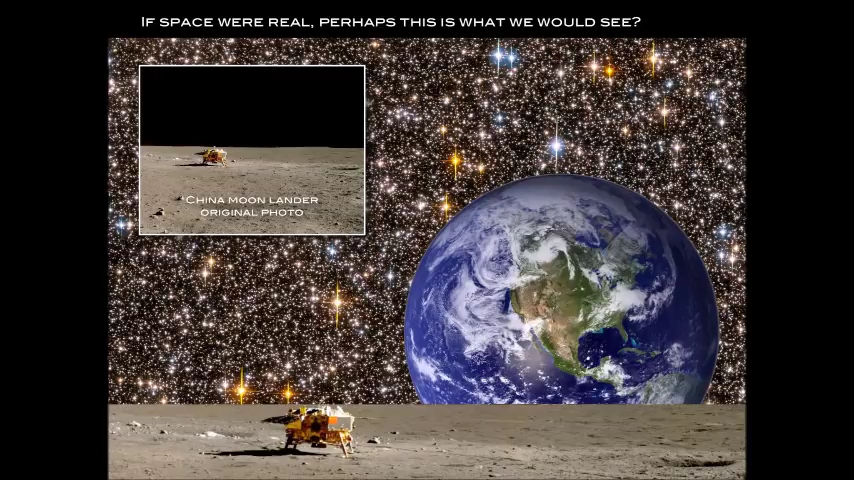 If space were real, perhaps this is what we would see?
*China moon lander
original photo